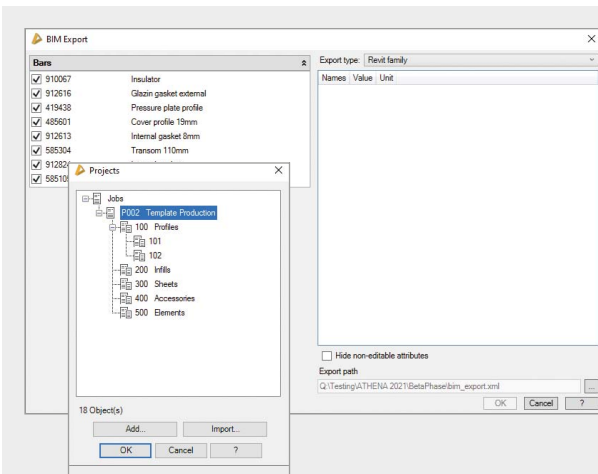 BIM Export
Bars
910067 Insulator
912616 Glazin gasket external
419438 Pressure plate profile
485601 Cover profile 19mm
912613 Internal gasket 8mm
585304 Transom 110mm
Export type: Revit family
Names Value Unit
Projects
Jobs
P002 Template Production
100 Profiles
101
102
200 Infills
300 Sheets
400 Accessories
500 Elements
18 Object(s)
Add... Import...
OK Cancel ?
Hide non-editable attributes
Export path
Q:\Testing\ATHENA 2021\BetaPhase\bim_export.xml ...
OK Cancel ?